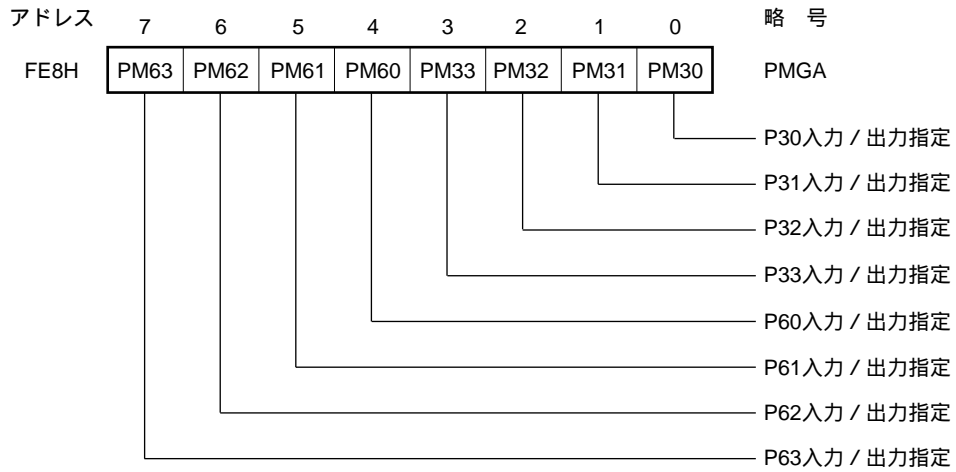 アドレス 7 6 5 4 3 2 1 0 略 号
FE8H PM63 PM62 PM61 PM60 PM33 PM32 PM31 PM30 PMGA
P30入力／出力指定
P31入力／出力指定
P32入力／出力指定
P33入力／出力指定
P60入力／出力指定
P61入力／出力指定
P62入力／出力指定
P63入力／出力指定